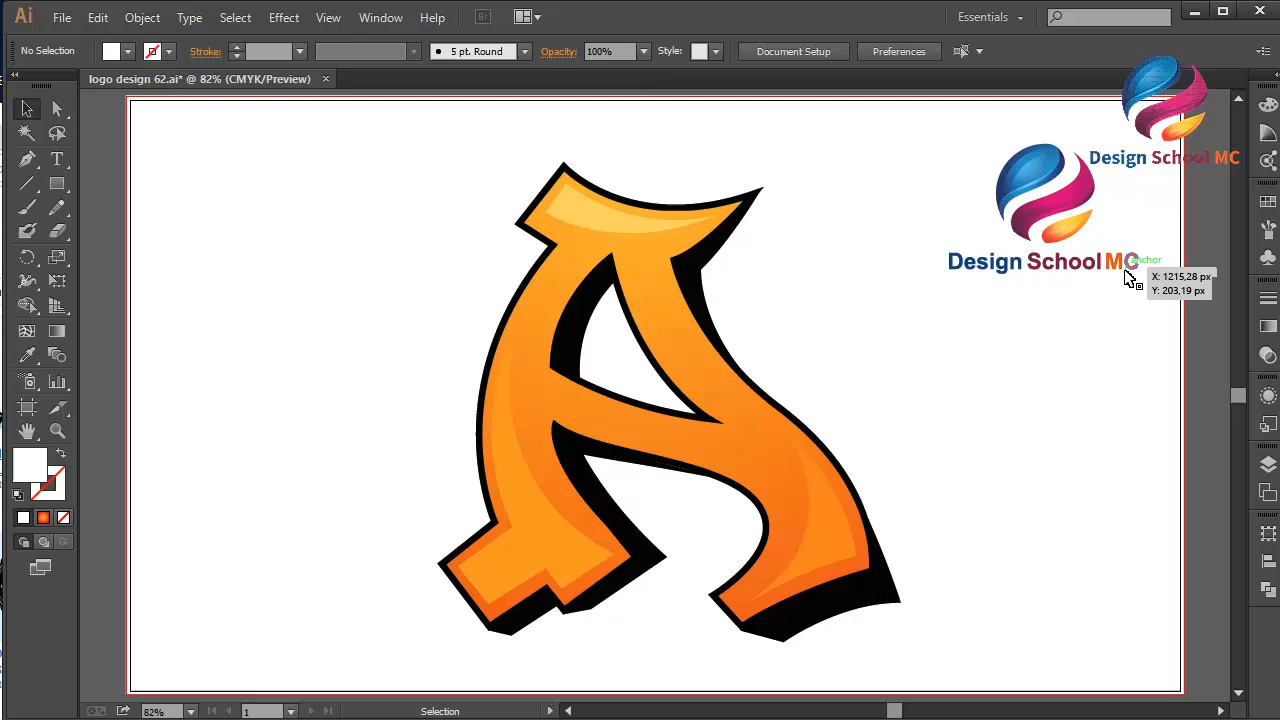 Ai File Edit Object Type Select Effect View Window Help Br Essentials
No Selection Stroke: 5 pt. Round Opacity: 100% Style: Document Setup Preferences
logo design 62.ai* @ 82% (CMYK/Preview) ×
A
Design School MC
Design School MC
anchor
X: 1215,28 px
Y: 203,19 px
82% 1 Selection